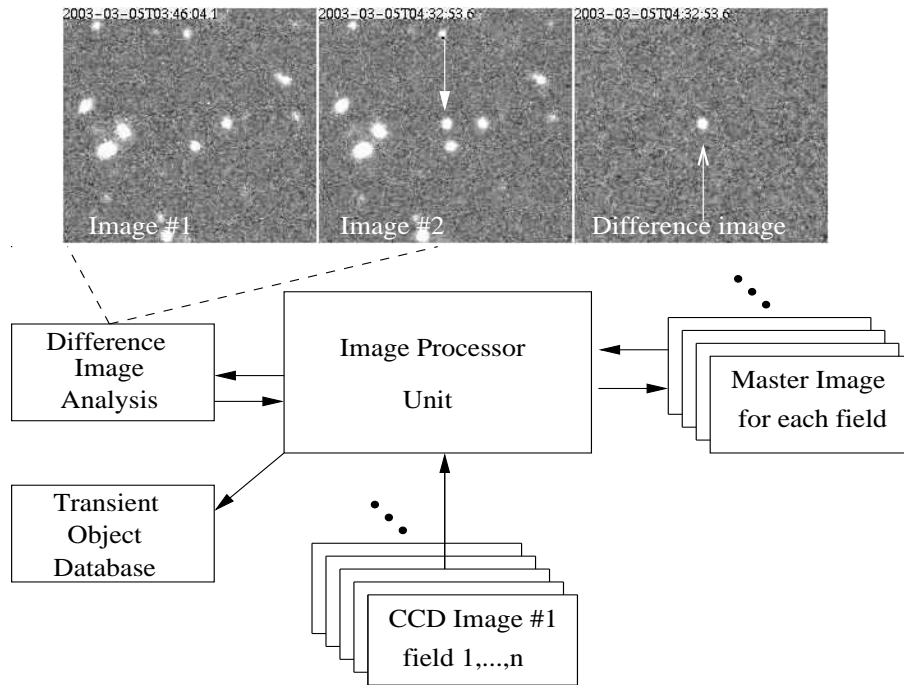 2003-03-05T03:46:04.1
2003-03-05T04:32:53.6
2003-03-05T04:32:53.6
Image #1
Image #2
Difference image
Difference
Image
Analysis
Image Processor
Unit
Master Image
for each field
Transient
Object
Database
CCD Image #1
field 1,...,n